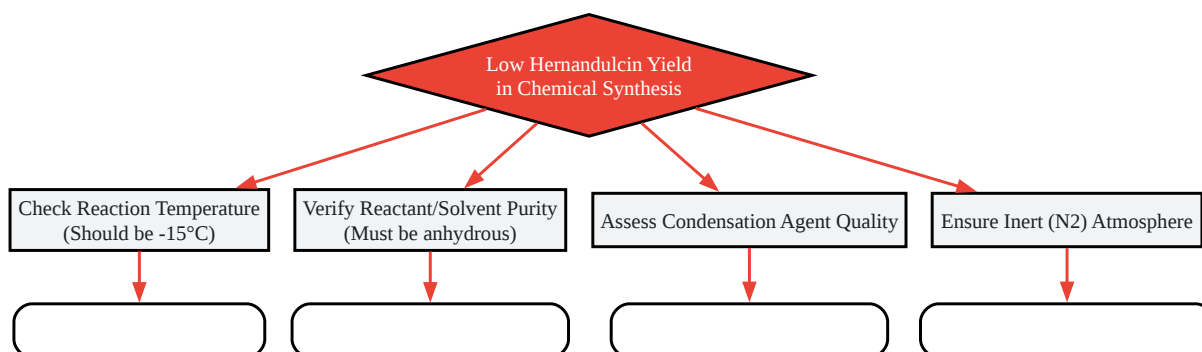 Low Hernandulcin Yield
in Chemical Synthesis
Check Reaction Temperature
(Should be -15°C)
Verify Reactant/Solvent Purity
(Must be anhydrous)
Assess Condensation Agent Quality
Ensure Inert (N2) Atmosphere